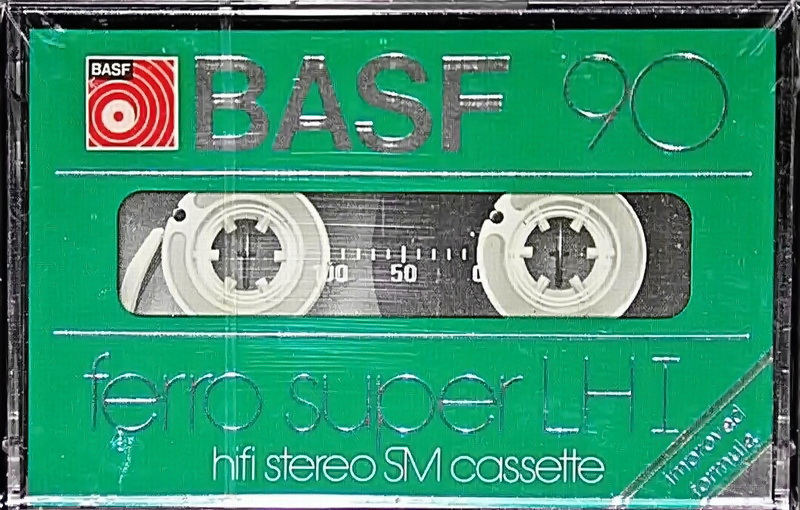 BASF
BASF 90
100 50 0
ferro super LH I
hifi stereo SM cassette
improved
formula